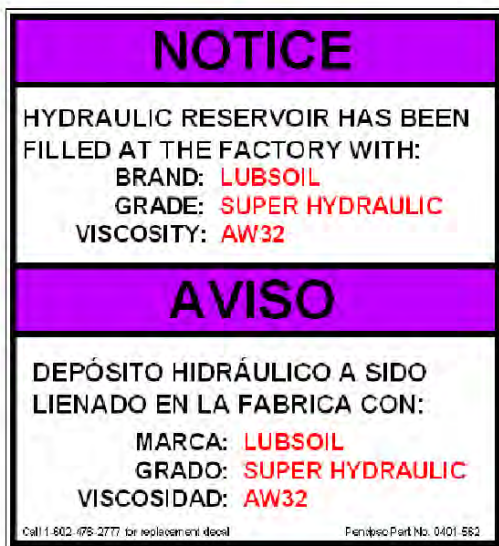 NOTICE
HYDRAULIC RESERVOIR HAS BEEN
FILLED AT THE FACTORY WITH:
BRAND: LUBSOIL
GRADE: SUPER HYDRAULIC
VISCOSITY: AW32
AVISO
DEPÓSITO HIDRÁULICO A SIDO
LIENADO EN LA FABRICA CON:
MARCA: LUBSOIL
GRADO: SUPER HYDRAULIC
VISCOSIDAD: AW32
Call 1-602-478-2777 for replacement decal Part No. 0401-562